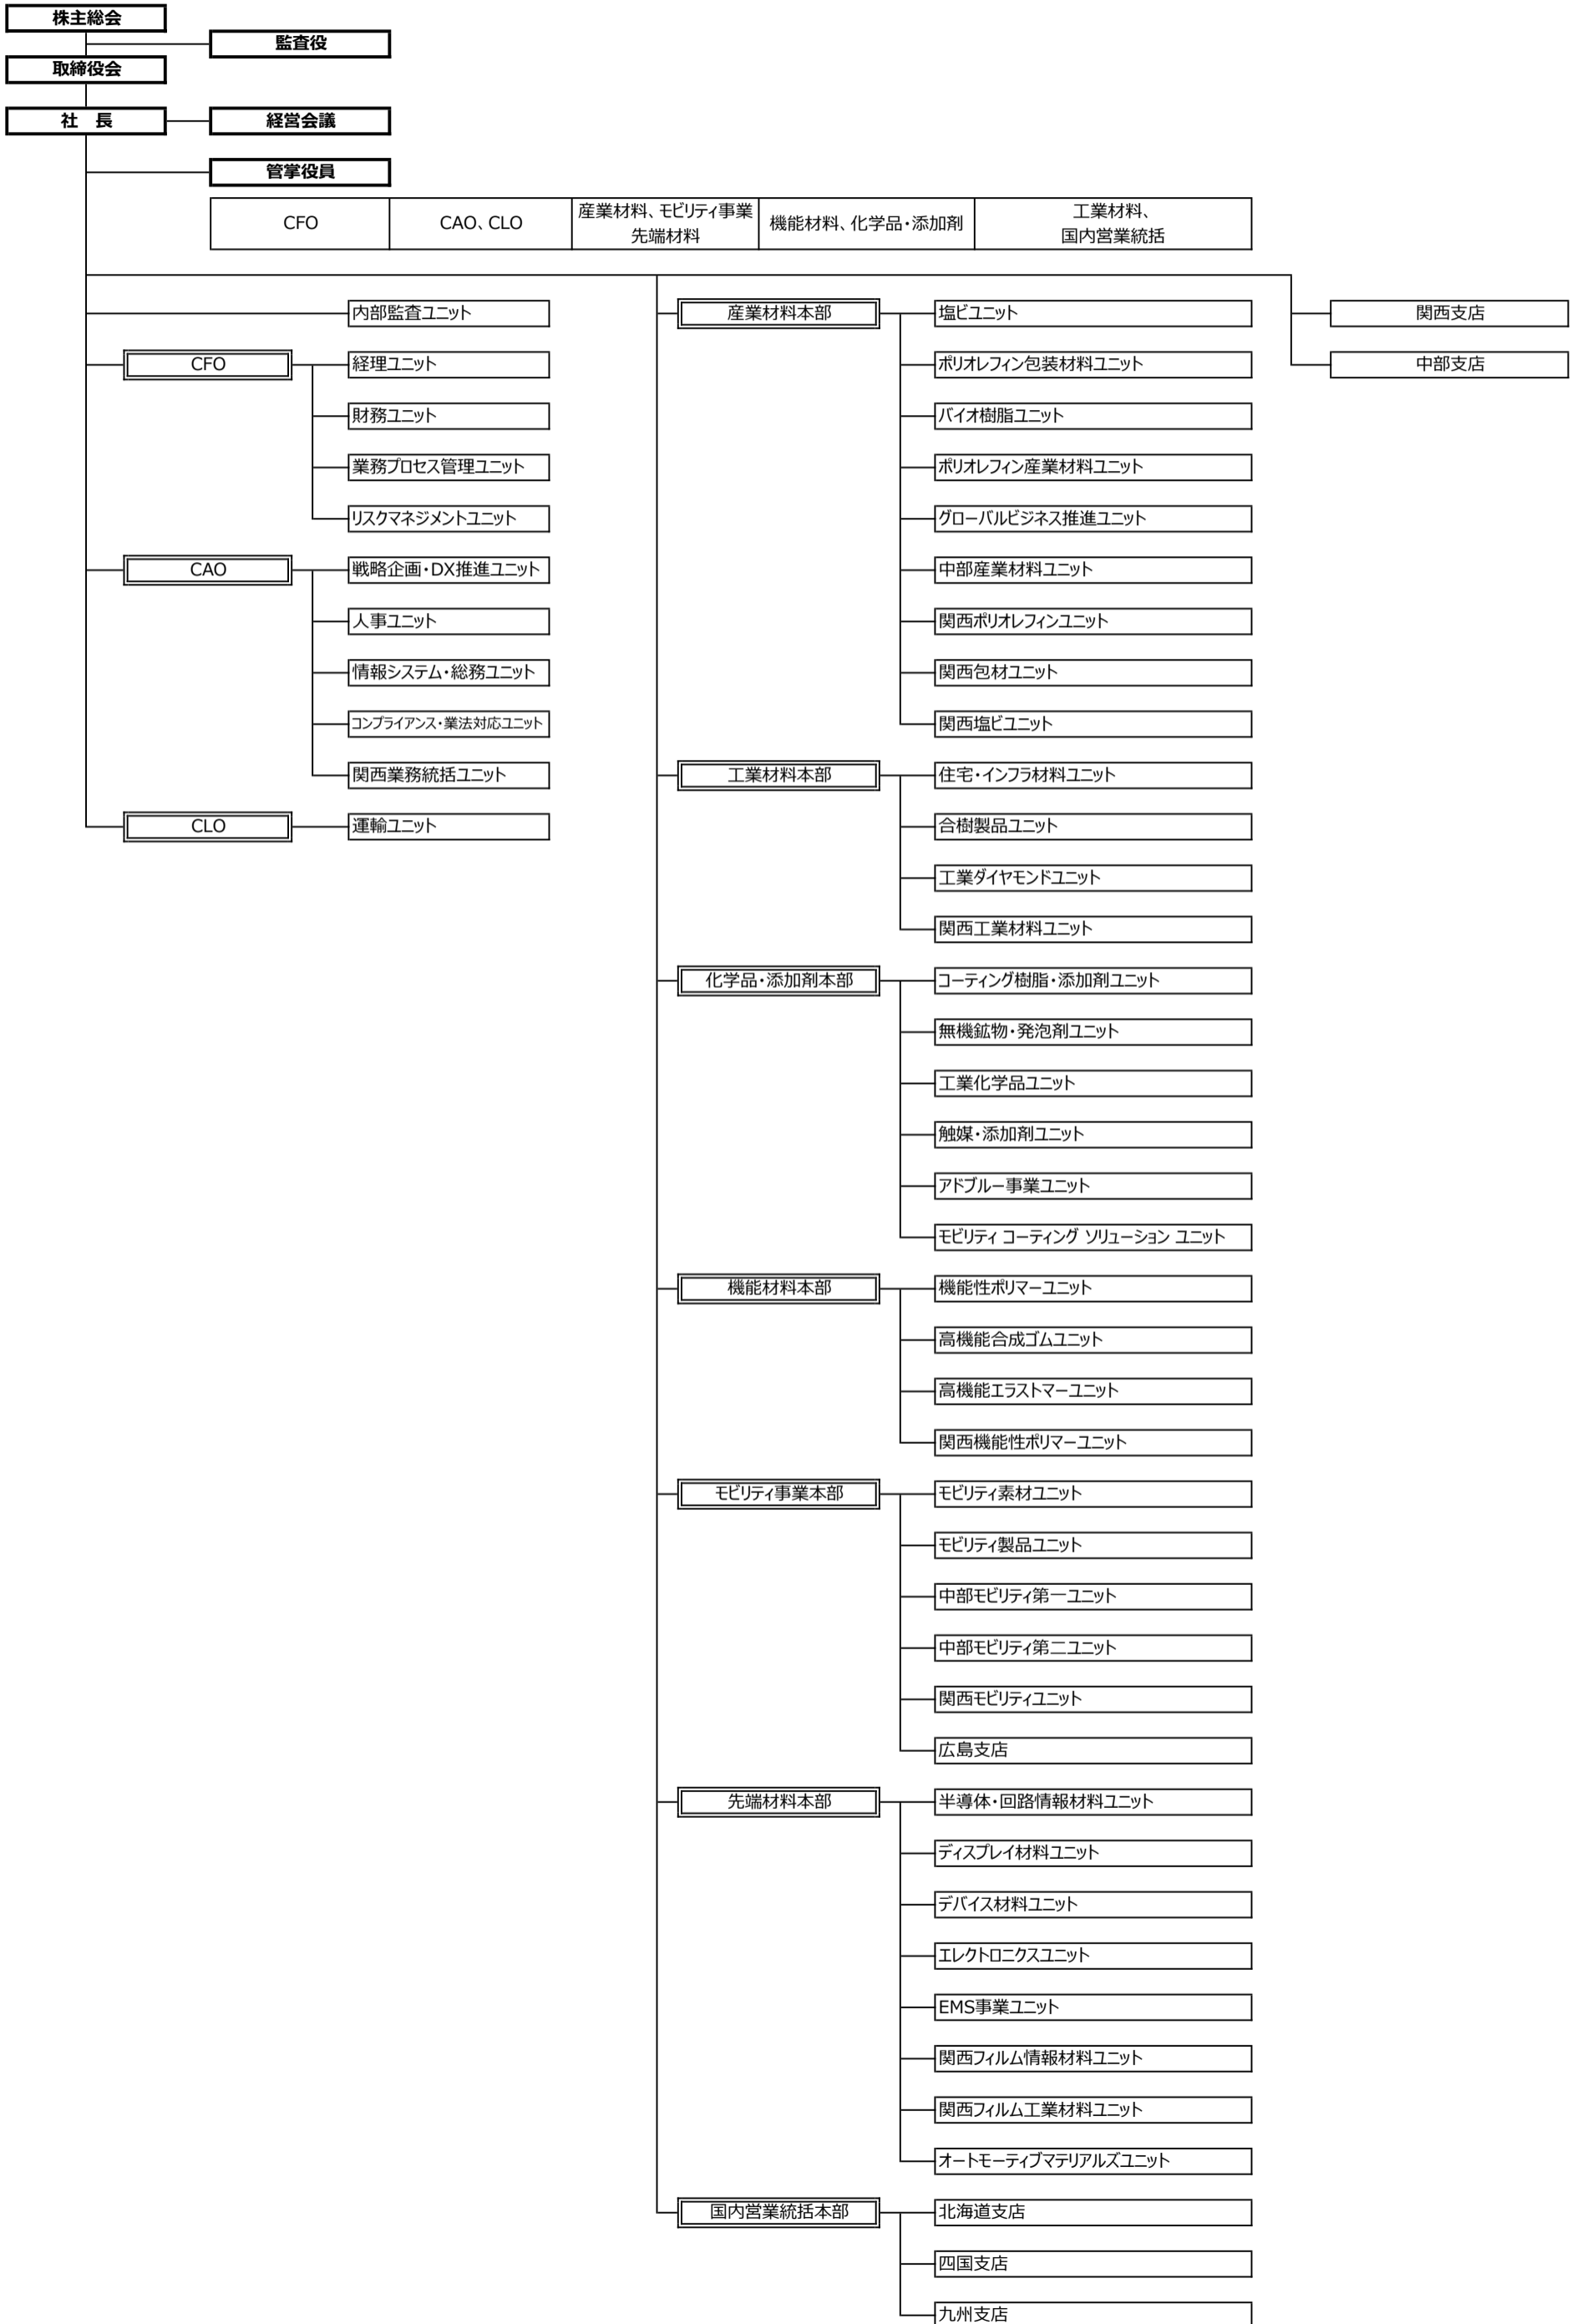 株主総会
監査役
取締役会
社　長
経営会議
管掌役員
CFO
CAO、CLO
産業材料、モビリティ事業
先端材料
機能材料、化学品・添加剤
工業材料、
国内営業統括
内部監査ユニット
CFO
経理ユニット
財務ユニット
業務プロセス管理ユニット
リスクマネジメントユニット
CAO
戦略企画・DX推進ユニット
人事ユニット
情報システム・総務ユニット
コンプライアンス・業法対応ユニット
関西業務統括ユニット
CLO
運輸ユニット
産業材料本部
塩ビユニット
ポリオレフィン包装材料ユニット
バイオ樹脂ユニット
ポリオレフィン産業材料ユニット
グローバルビジネス推進ユニット
中部産業材料ユニット
関西ポリオレフィンユニット
関西包材ユニット
関西塩ビユニット
工業材料本部
住宅・インフラ材料ユニット
合樹製品ユニット
工業ダイヤモンドユニット
関西工業材料ユニット
化学品・添加剤本部
コーティング樹脂・添加剤ユニット
無機鉱物・発泡剤ユニット
工業化学品ユニット
触媒・添加剤ユニット
アドブルー事業ユニット
モビリティ コーティング ソリューション ユニット
機能材料本部
機能性ポリマーユニット
高機能合成ゴムユニット
高機能エラストマーユニット
関西機能性ポリマーユニット
モビリティ事業本部
モビリティ素材ユニット
モビリティ製品ユニット
中部モビリティ第一ユニット
中部モビリティ第二ユニット
関西モビリティユニット
広島支店
先端材料本部
半導体・回路情報材料ユニット
ディスプレイ材料ユニット
デバイス材料ユニット
エレクトロニクスユニット
EMS事業ユニット
関西フィルム情報材料ユニット
関西フィルム工業材料ユニット
オートモーティブマテリアルズユニット
国内営業統括本部
北海道支店
四国支店
九州支店
関西支店
中部支店